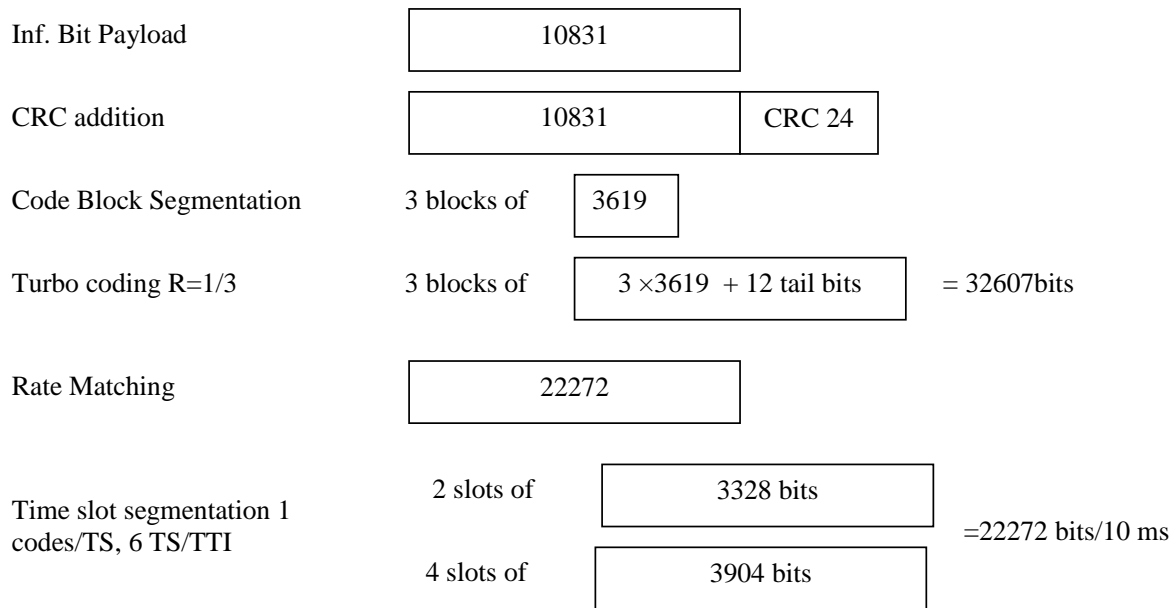 Inf. Bit Payload
10831
CRC addition
10831
CRC 24
Code Block Segmentation
3 blocks of
3619
Turbo coding R=1/3
3 blocks of
3 ×3619 + 12 tail bits
= 32607bits
Rate Matching
22272
Time slot segmentation 1
codes/TS, 6 TS/TTI
2 slots of
3328 bits
4 slots of
3904 bits
=22272 bits/10 ms